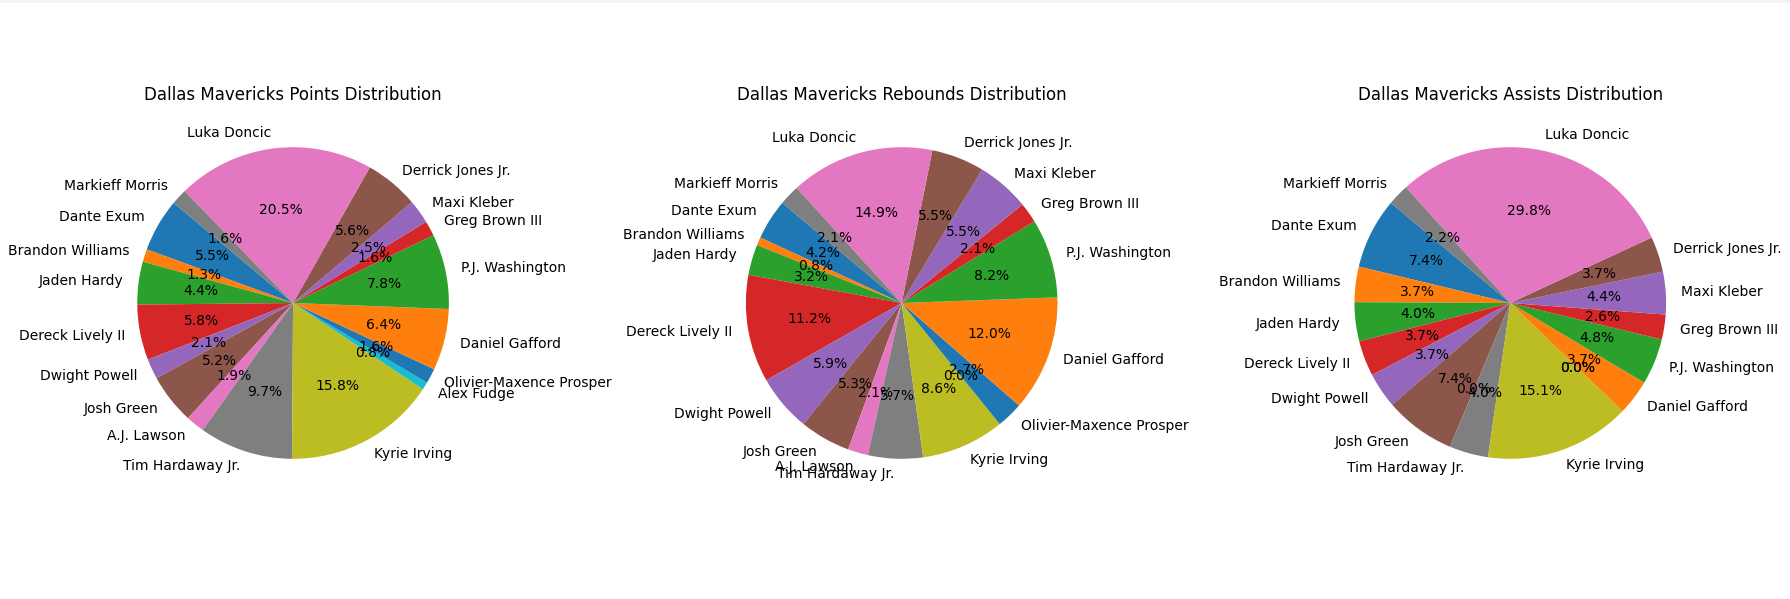 Dallas Mavericks Points Distribution
Luka Doncic
Derrick Jones Jr.
Markieff Morris
Maxi Kleber
Dante Exum
Greg Brown III
Brandon Williams
P.J. Washington
Jaden Hardy
Dereck Lively II
Daniel Gafford
Dwight Powell
Olivier-Maxence Prosper
Alex Fudge
Josh Green
A.J. Lawson
Kyrie Irving
Tim Hardaway Jr.
20.5%
5.6%
1.6%
2.5%
5.5%
1.6%
1.3%
7.8%
4.4%
5.8%
6.4%
2.1%
1.6%
0.8%
5.2%
1.9%
15.8%
9.7%
Dallas Mavericks Rebounds Distribution
Luka Doncic
Derrick Jones Jr.
Maxi Kleber
Markieff Morris
Greg Brown III
Dante Exum
Brandon Williams
P.J. Washington
Jaden Hardy
Dereck Lively II
Daniel Gafford
Dwight Powell
Olivier-Maxence Prosper
Josh Green
Kyrie Irving
A.J. Lawson
Tim Hardaway Jr.
14.9%
5.5%
5.5%
2.1%
2.1%
4.2%
0.8%
8.2%
3.2%
11.2%
12.0%
5.9%
2.7%
0.0%
5.3%
8.6%
2.1%
5.7%
Dallas Mavericks Assists Distribution
Luka Doncic
Markieff Morris
Dante Exum
Derrick Jones Jr.
Brandon Williams
Maxi Kleber
Jaden Hardy
Greg Brown III
Dereck Lively II
P.J. Washington
Dwight Powell
Daniel Gafford
Josh Green
Kyrie Irving
Tim Hardaway Jr.
29.8%
2.2%
7.4%
3.7%
3.7%
4.4%
4.0%
2.6%
3.7%
4.8%
3.7%
3.7%
0.0%
7.4%
0.0%
4.0%
15.1%